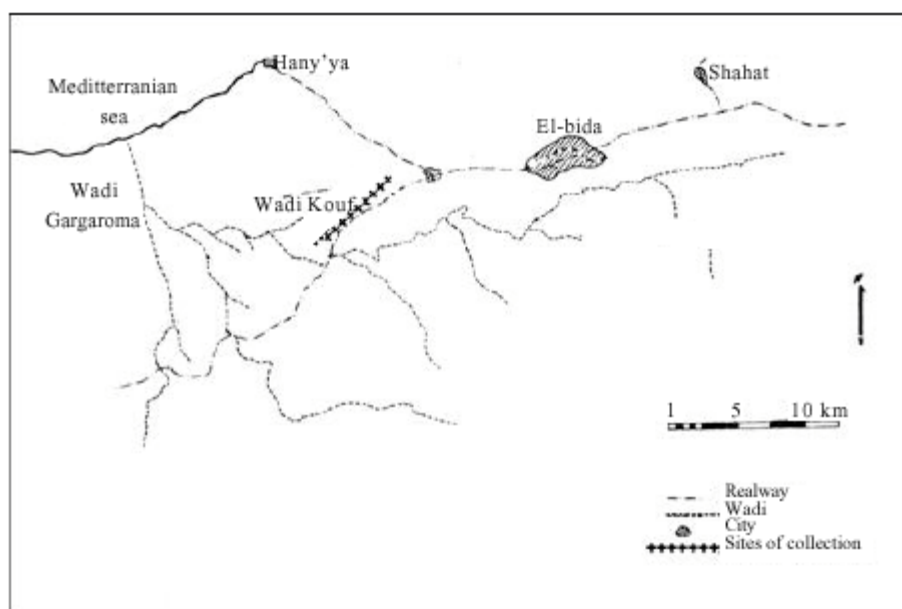 Hany'ya
Meditterranian
sea
Shahat
El-bida
Wadi
Gargaroma
Wadi Kouf
1 5 10 km
Realway
Wadi
City
Sites of collection